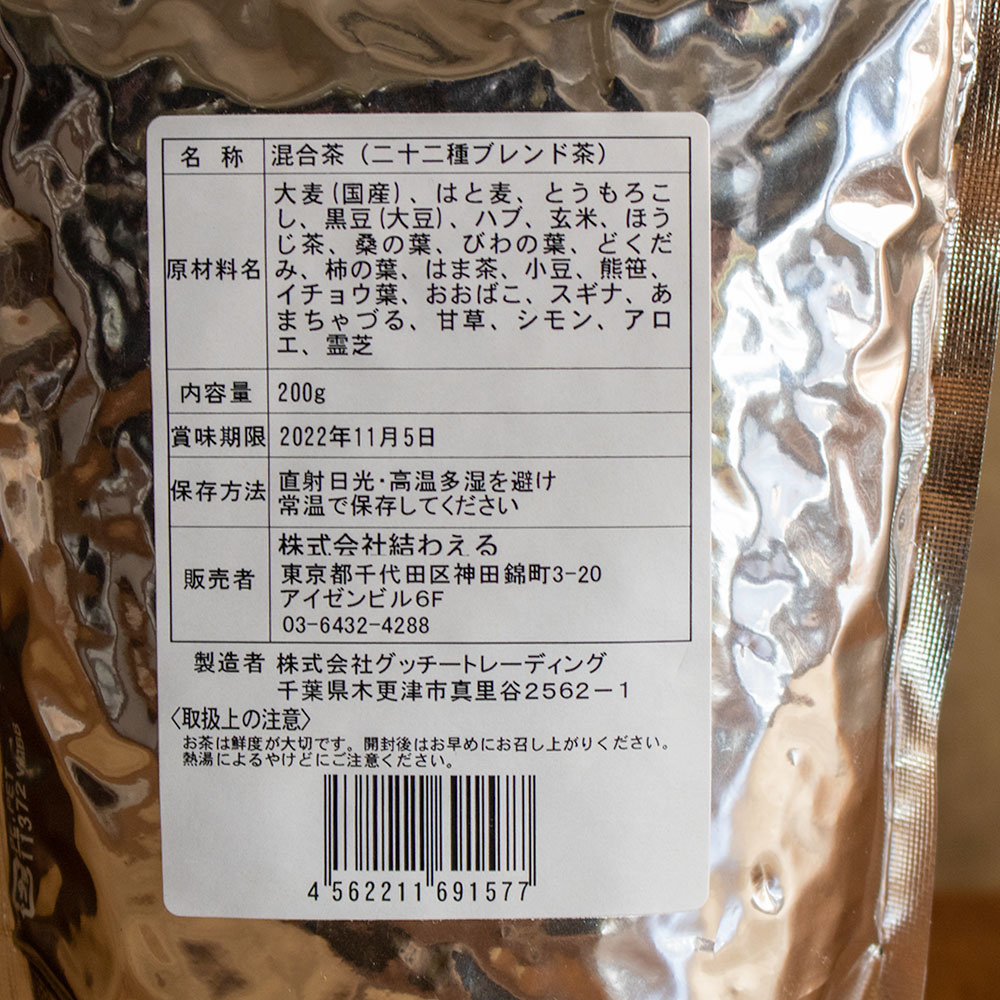 名 称 混合茶（二十二種ブレンド茶）
原材料名 大麦(国産)、はと麦、とうもろこ
し、黒豆(大豆)、ハブ、玄米、ほう
じ茶、桑の葉、びわの葉、どくだ
み、柿の葉、はま茶、小豆、熊笹、
イチョウ葉、おおばこ、スギナ、あ
まちゃづる、甘草、シモン、アロ
エ、霊芝
内容量 200g
賞味期限 2022年11月5日
保存方法 直射日光・高温多湿を避け
常温で保存してください
販売者 株式会社結わえる
東京都千代田区神田錦町3-20
アイゼンビル6F
03-6432-4288
製造者 株式会社グッチートレーディング
千葉県木更津市真里谷2562－1
〈取扱上の注意〉
お茶は鮮度が大切です。開封後はお早めにお召し上がりください。
熱湯によるやけどにご注意ください。
4 562211 691577